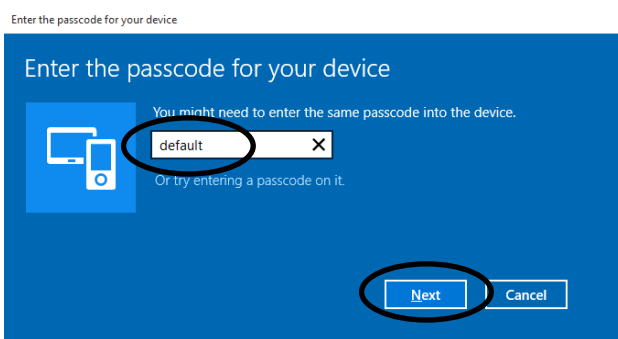 Enter the passcode for your device
Enter the passcode for your device
You might need to enter the same passcode into the device.
default
Or try entering a passcode on it.
Next Cancel